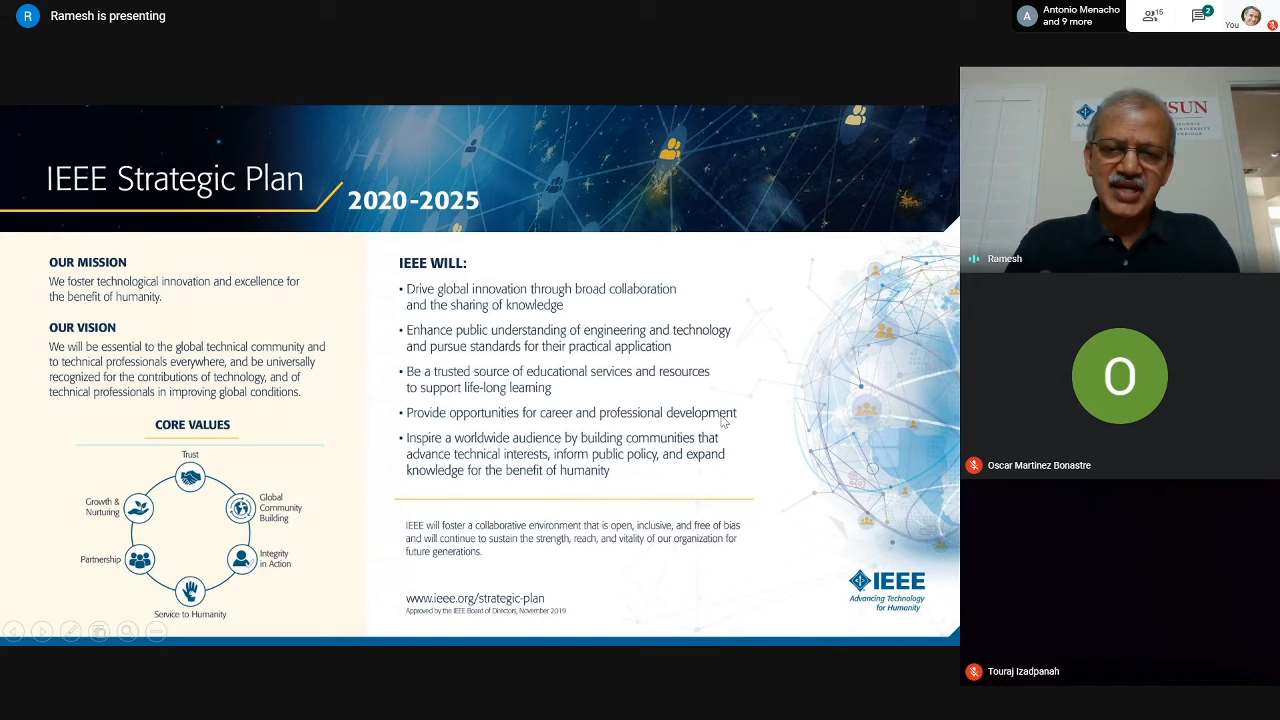 R
Ramesh is presenting
A
Antonio Menacho
and 9 more
15
2
You
IEEE Strategic Plan
2020-2025
OUR MISSION
We foster technological innovation and excellence for
the benefit of humanity.
OUR VISION
We will be essential to the global technical community and
to technical professionals everywhere, and be universally
recognized for the contributions of technology, and of
technical professionals in improving global conditions.
CORE VALUES
Trust
Growth &
Nurturing
Global
Community
Building
Partnership
Integrity
in Action
Service to Humanity
IEEE WILL:
• Drive global innovation through broad collaboration
and the sharing of knowledge
• Enhance public understanding of engineering and technology
and pursue standards for their practical application
• Be a trusted source of educational services and resources
to support life-long learning
• Provide opportunities for career and professional development
• Inspire a worldwide audience by building communities that
advance technical interests, inform public policy, and expand
knowledge for the benefit of humanity
IEEE will foster a collaborative environment that is open, inclusive, and free of bias
and will continue to sustain the strength, reach, and vitality of our organization for
future generations.
www.ieee.org/strategic-plan
Approved by the IEEE Board of Directors, November 2019
IEEE
Advancing Technology
for Humanity
Ramesh
O
Oscar Martinez Bonastre
Touraj Izadpanah